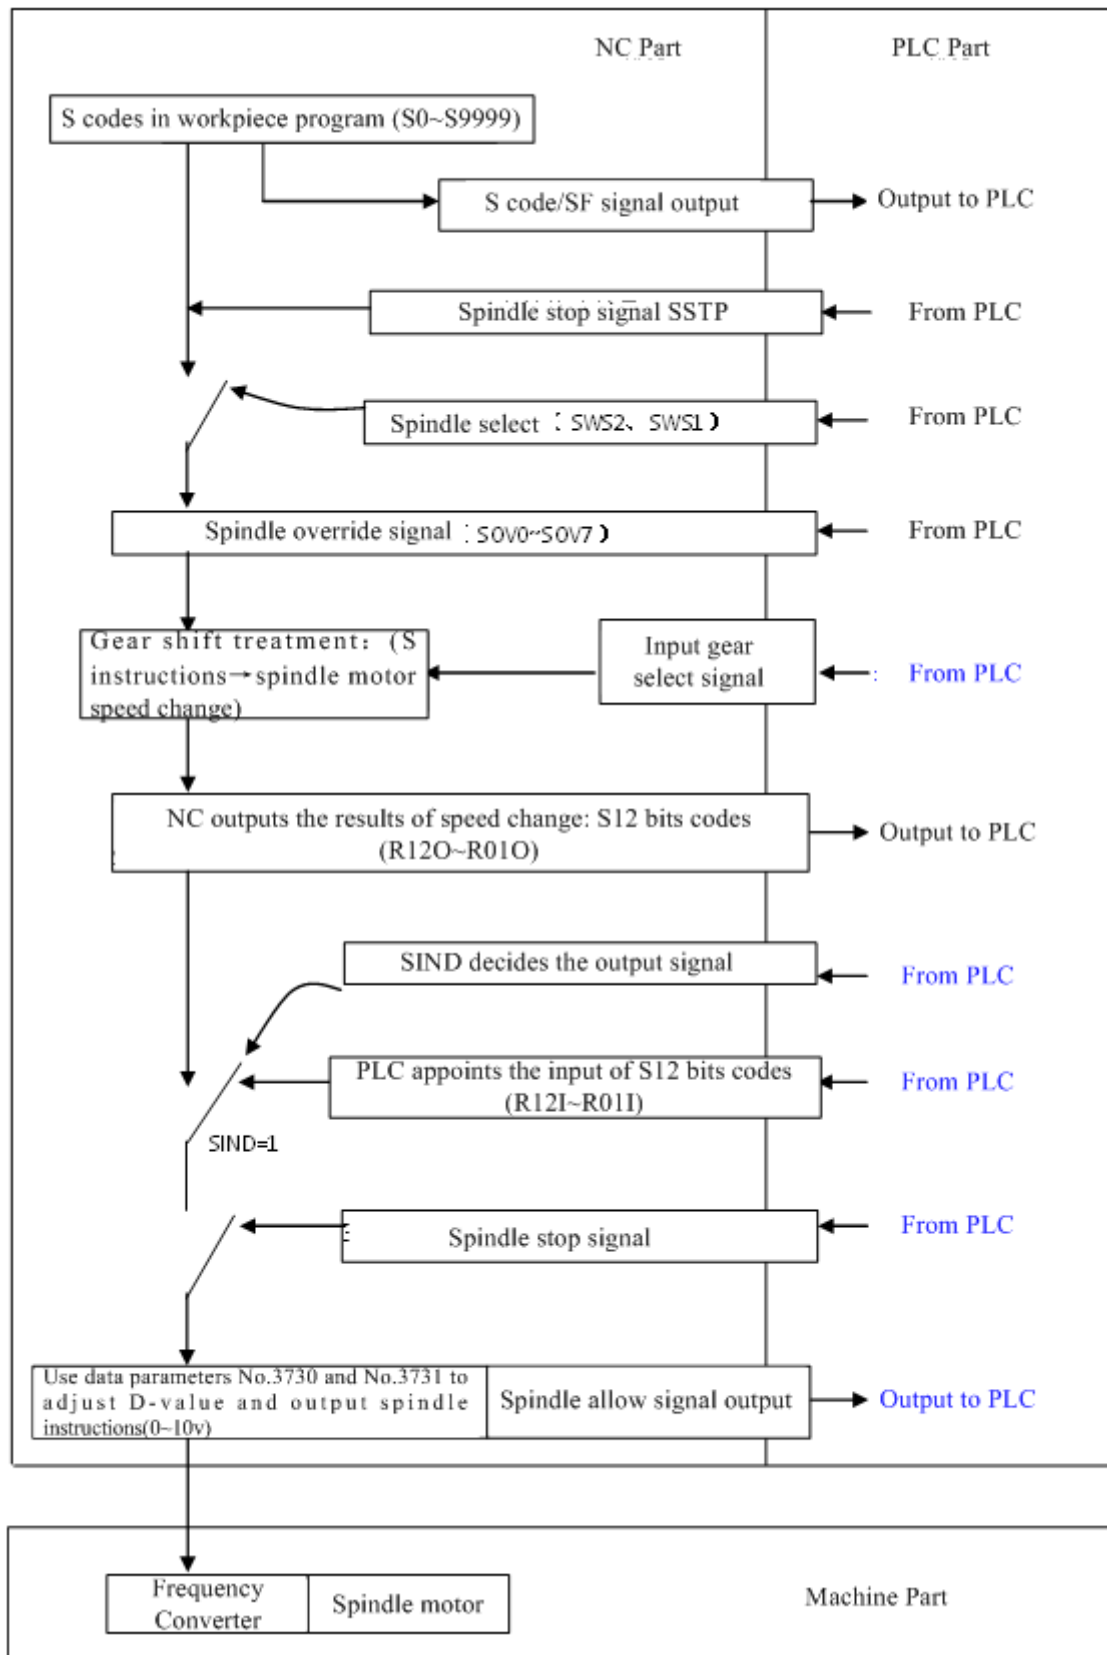 NC Part
PLC Part
S codes in workpiece program (S0~S9999)
S code/SF signal output
Output to PLC
Spindle stop signal SSTP
From PLC
Spindle select〔SWS2、SWS1）
From PLC
Spindle override signal〔SOV0~SOV7）
From PLC
Gear shift treatment: (S
instructions→spindle motor
speed change)
Input gear
select signal
: From PLC
NC outputs the results of speed change: S12 bits codes
(R12O~R01O)
Output to PLC
SIND decides the output signal
From PLC
PLC appoints the input of S12 bits codes
(R12I~R01I)
From PLC
SIND=1
Spindle stop signal
From PLC
Use data parameters No.3730 and No.3731 to
adjust D-value and output spindle
instructions(0~10v)
Spindle allow signal output
Output to PLC
Frequency
Converter
Spindle motor
Machine Part